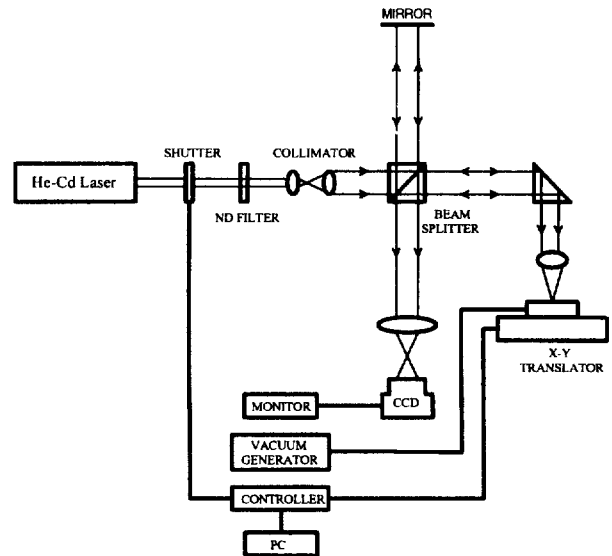 MIRROR
SHUTTER
COLLIMATOR
He-Cd Laser
ND FILTER
BEAM
SPLITTER
X-Y
TRANSLATOR
CCD
MONITOR
VACUUM
GENERATOR
CONTROLLER
PC